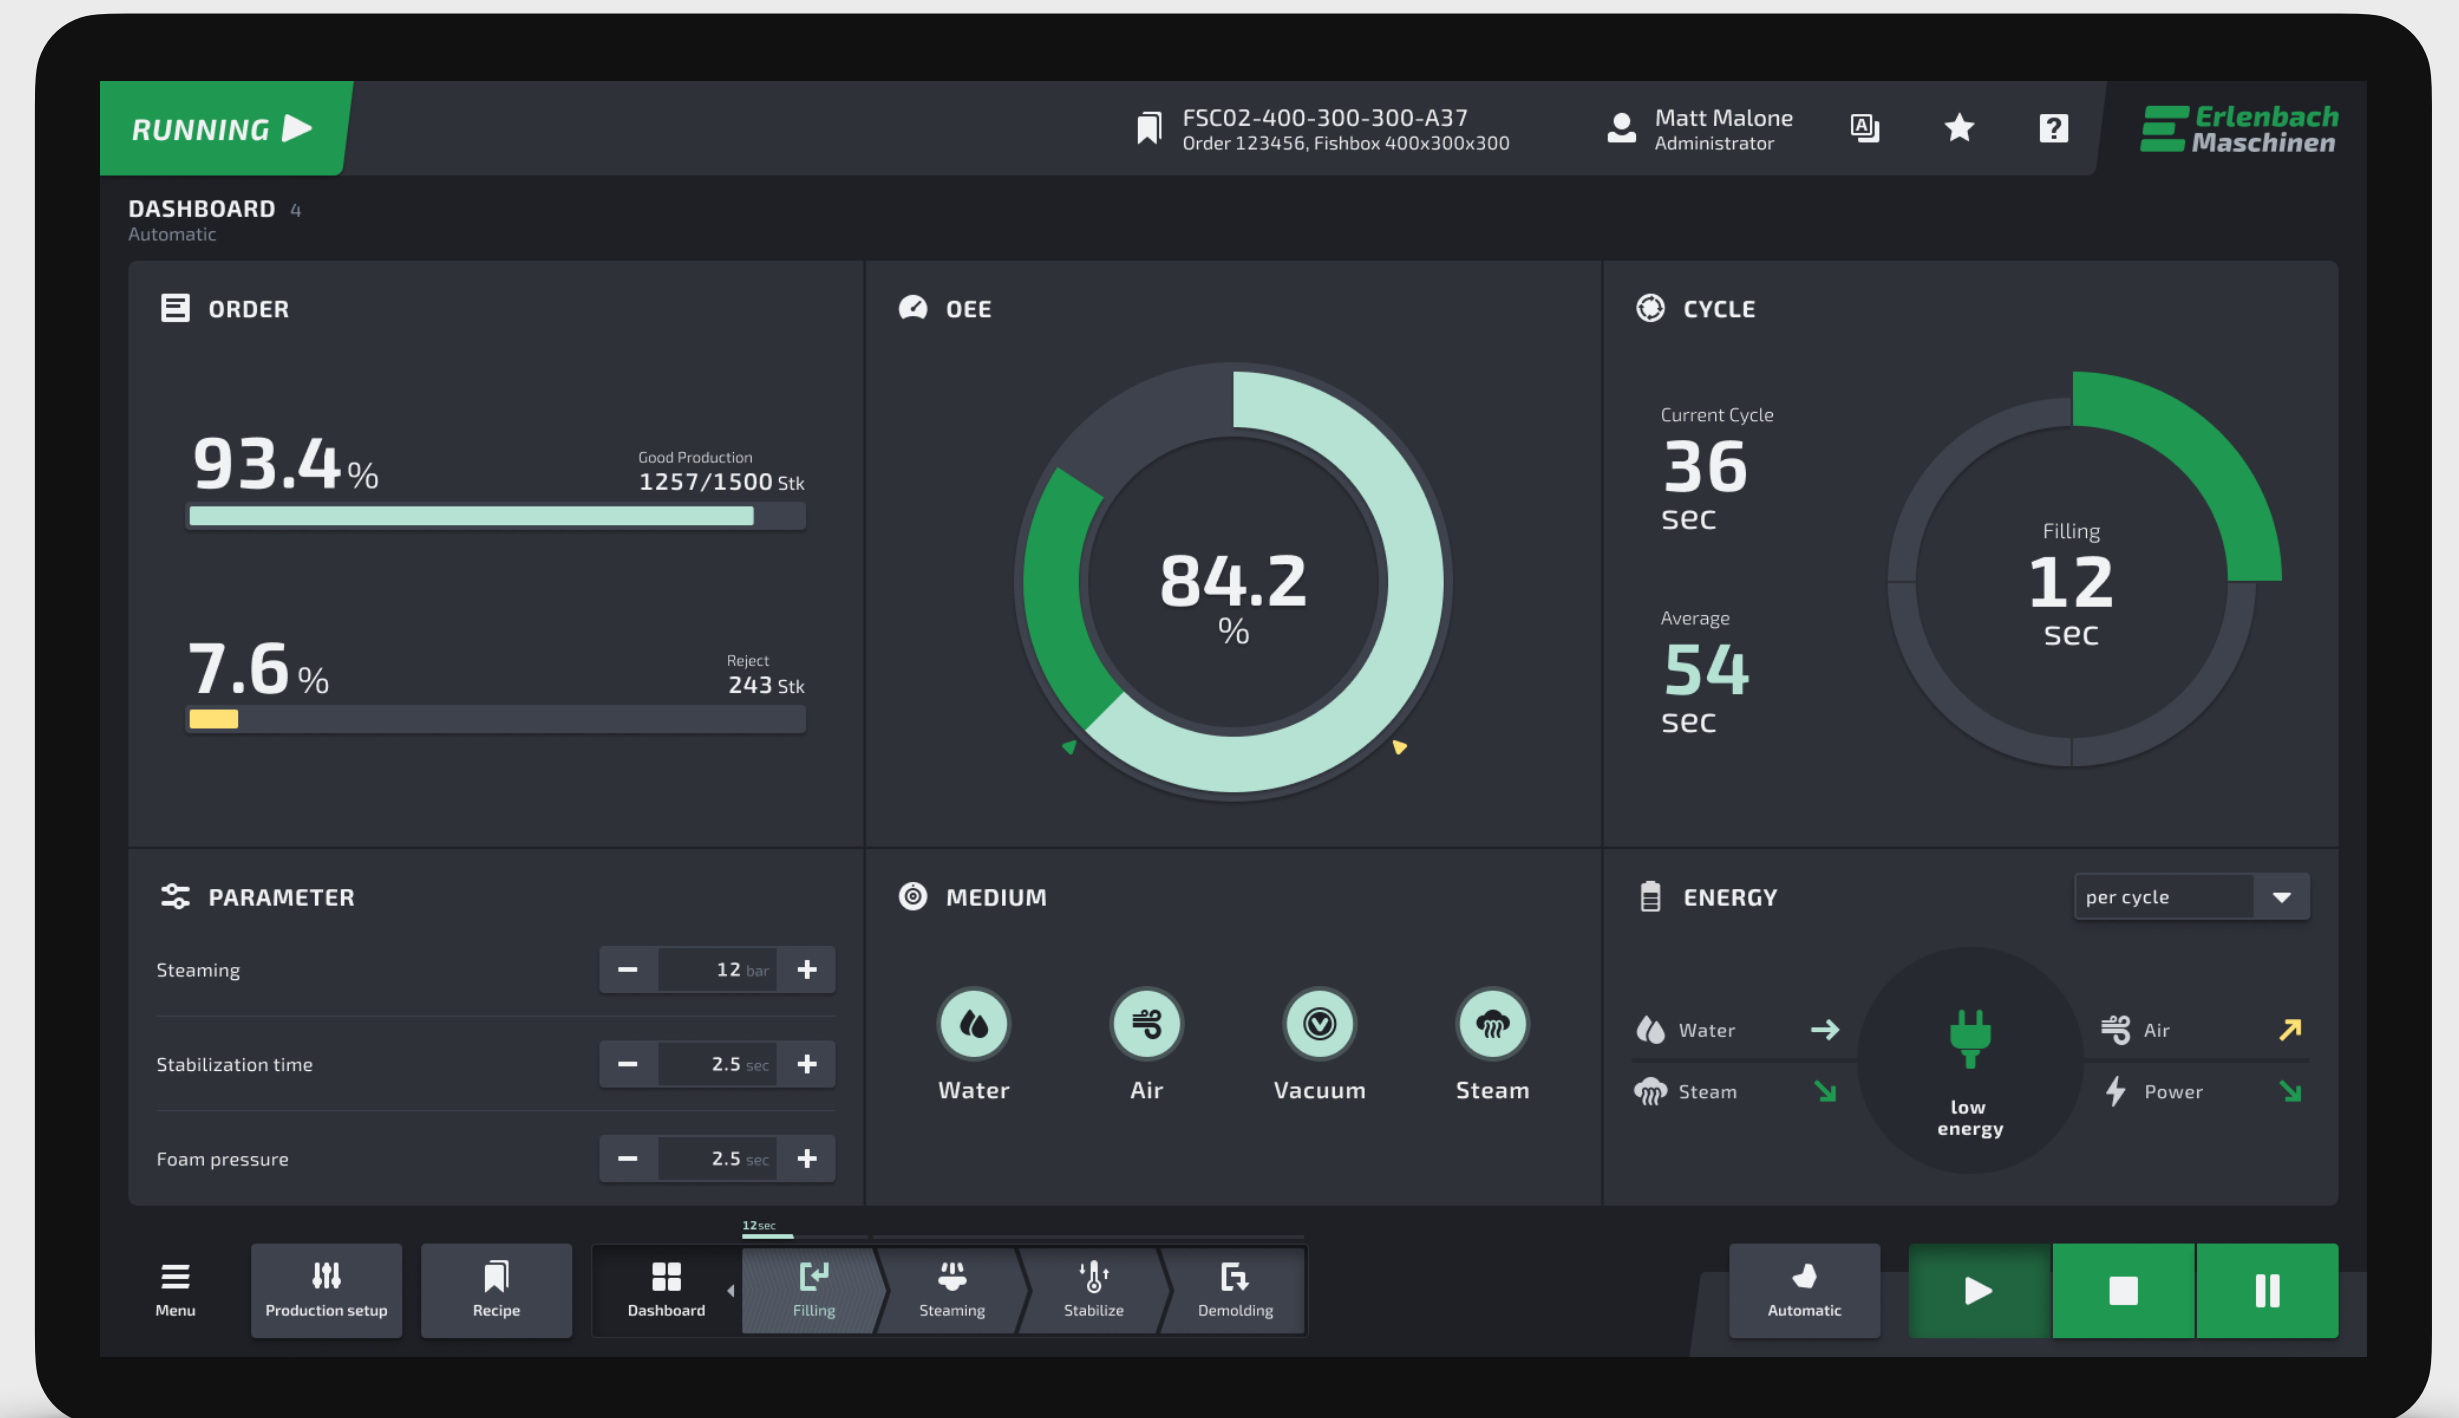 RUNNING
FSC02-400-300-300-A37
Order 123456, Fishbox 400x300x300
Matt Malone
Administrator
A
?
Erlenbach
Maschinen
DASHBOARD 4
Automatic
ORDER
93.4 %
Good Production
1257/1500 Stk
7.6 %
Reject
243 Stk
OEE
84.2
%
CYCLE
Current Cycle
36
sec
Average
54
sec
Filling
12
sec
PARAMETER
Steaming
− 12 bar +
Stabilization time
− 2.5 sec +
Foam pressure
− 2.5 sec +
MEDIUM
Water
Air
Vacuum
Steam
ENERGY
per cycle
Water
Steam
low
energy
Air
Power
12 sec
Menu
Production setup
Recipe
Dashboard
Filling
Steaming
Stabilize
Demolding
Automatic